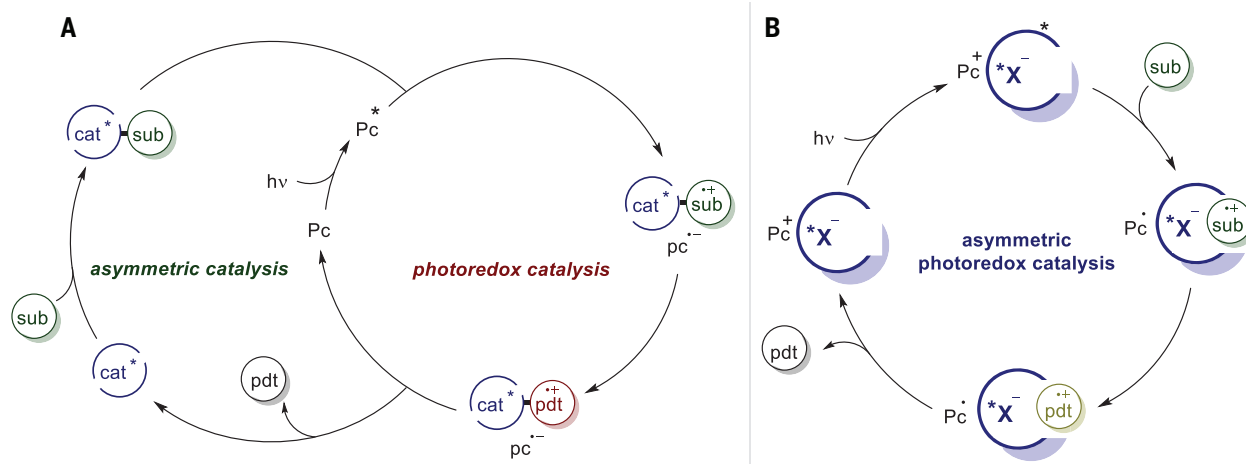 A
cat* sub
Pc*
hν
Pc
cat* sub•+
pc•−
asymmetric catalysis
photoredox catalysis
sub
cat*
pdt
cat* pdt•+
pc•−
B
Pc+ *X− *
sub
hν
Pc+ *X−
Pc• *X− sub•+
asymmetric
photoredox catalysis
pdt
Pc• *X− pdt•+